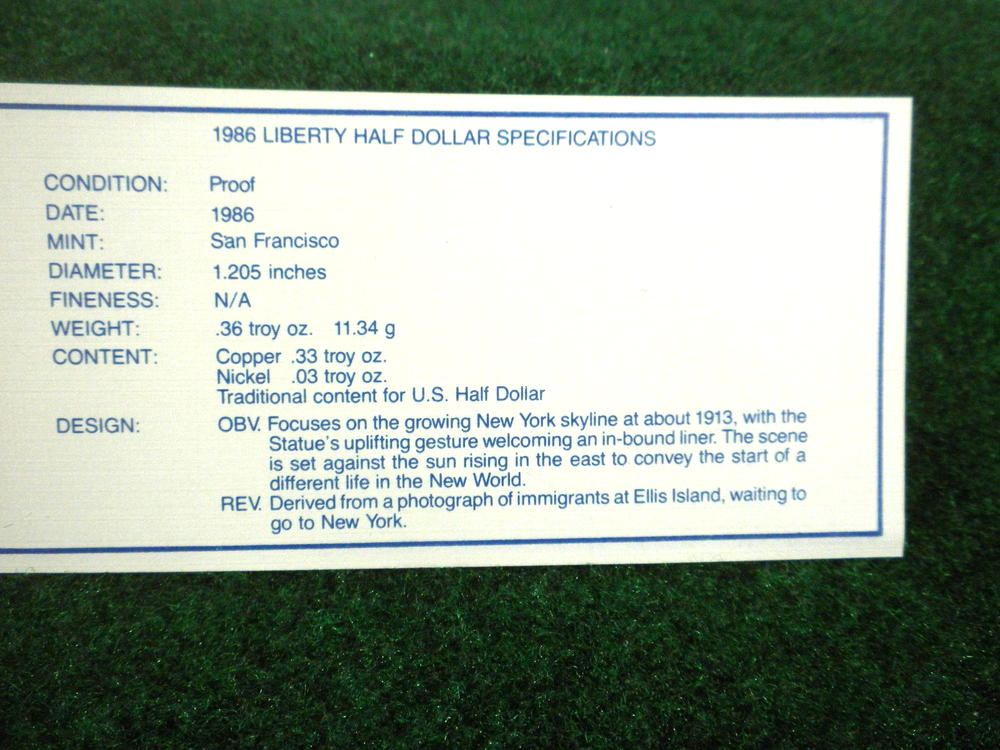 1986 LIBERTY HALF DOLLAR SPECIFICATIONS
CONDITION: Proof
DATE: 1986
MINT: San Francisco
DIAMETER: 1.205 inches
FINENESS: N/A
WEIGHT: .36 troy oz. 11.34 g
CONTENT: Copper .33 troy oz.
Nickel .03 troy oz.
Traditional content for U.S. Half Dollar
DESIGN: OBV. Focuses on the growing New York skyline at about 1913, with the
Statue's uplifting gesture welcoming an in-bound liner. The scene
is set against the sun rising in the east to convey the start of a
different life in the New World.
REV. Derived from a photograph of immigrants at Ellis Island, waiting to
go to New York.